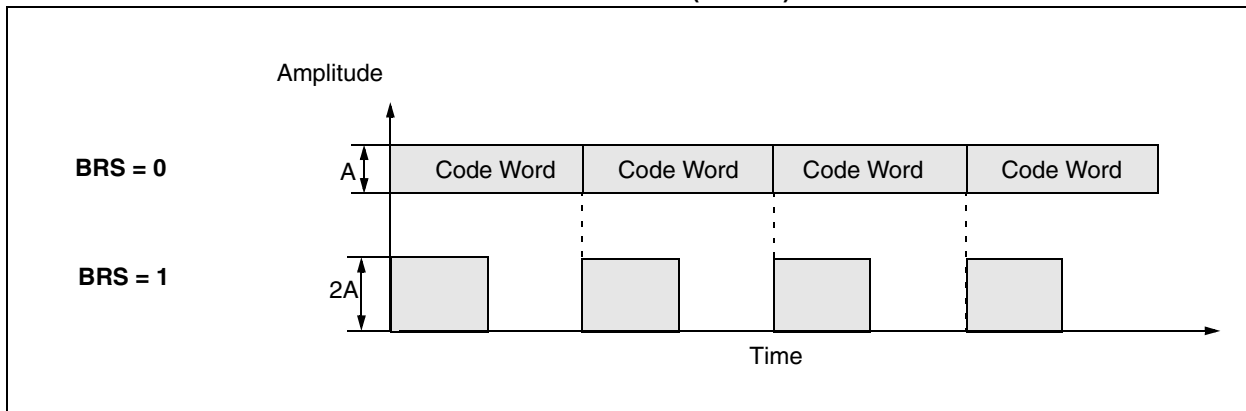 Amplitude
BRS = 0
A
Code Word
Code Word
Code Word
Code Word
BRS = 1
2A
Time